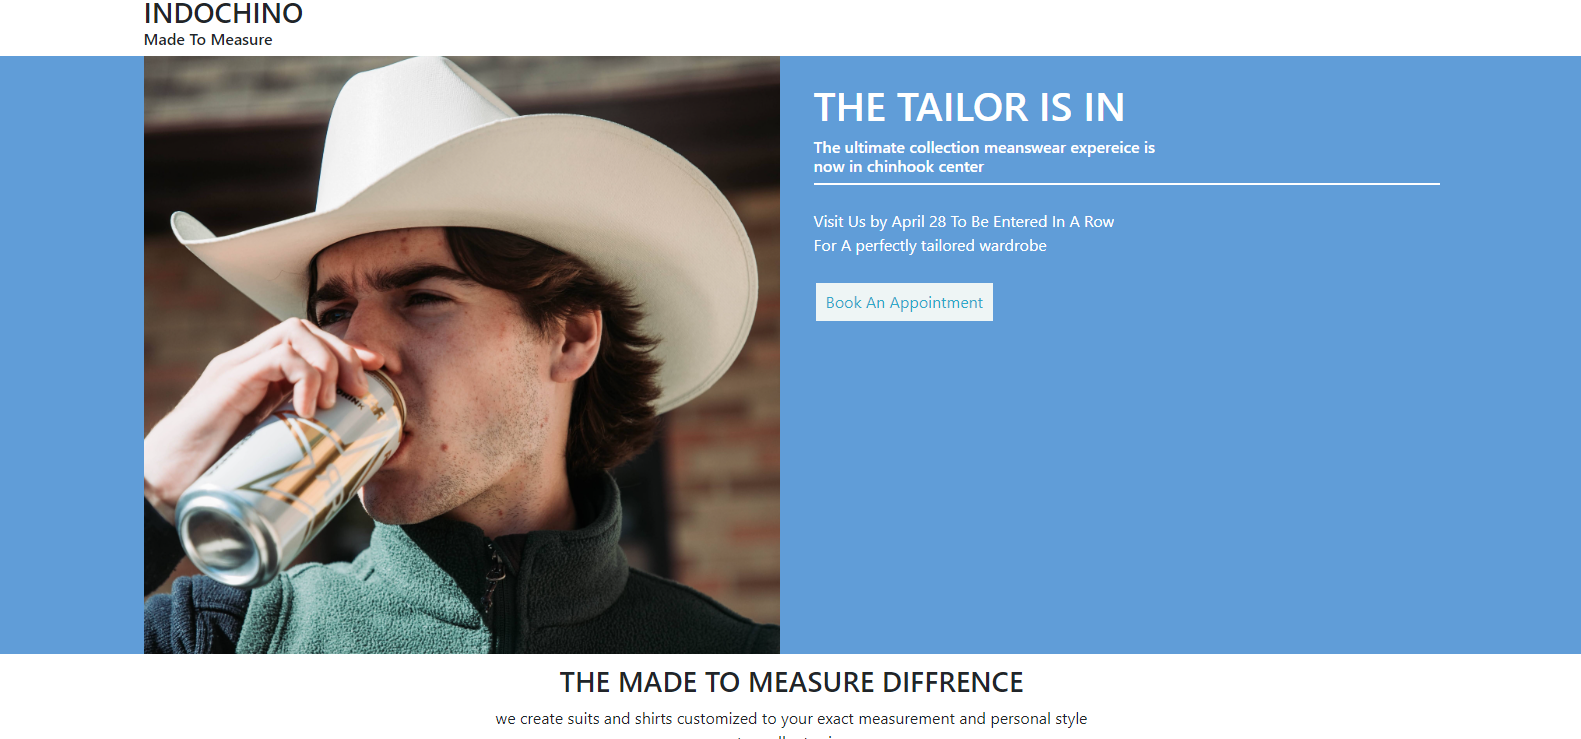 INDOCHINO
Made To Measure
THE TAILOR IS IN
The ultimate collection meanswear expereice is
now in chinhook center
Visit Us by April 28 To Be Entered In A Row
For A perfectly tailored wardrobe
Book An Appointment
THE MADE TO MEASURE DIFFRENCE
we create suits and shirts customized to your exact measurement and personal style